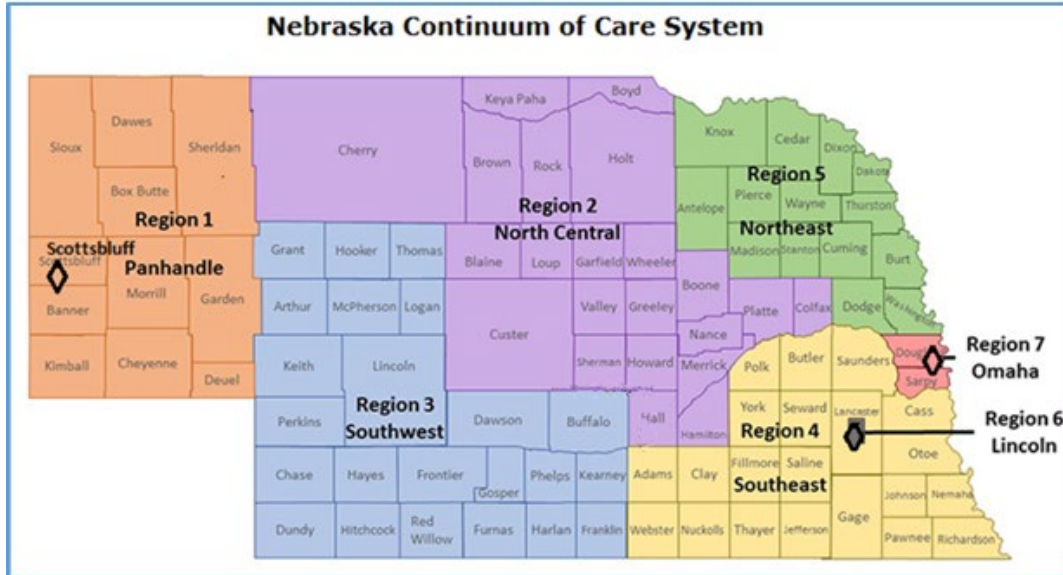 Nebraska Continuum of Care System
Boyd
Keya Paha
Knox
Cedar
Dixon
Dawes
Sioux
Sheridan
Cherry
Brown
Rock
Holt
Dakota
Region 5
Pierce
Wayne
Thurston
Box Butte
Region 1
Region 2
North Central
Antelope
Northeast
Scottsbluff
Scottsbluff
Panhandle
Grant
Hooker
Thomas
Blaine
Loup
Garfield
Wheeler
Madison
Stanton
Cuming
Burt
Morrill
Garden
Boone
Banner
Arthur
McPherson
Logan
Custer
Valley
Greeley
Platte
Colfax
Dodge
Washington
Nance
Kimball
Cheyenne
Deuel
Keith
Lincoln
Sherman
Howard
Merrick
Polk
Butler
Saunders
Douglas
Sarpy
Region 7
Omaha
Perkins
Region 3
Southwest
Dawson
Buffalo
Hall
Hamilton
York
Seward
Lancaster
Cass
Region 4
Region 6
Lincoln
Otoe
Chase
Hayes
Frontier
Gosper
Phelps
Kearney
Adams
Clay
Fillmore
Saline
Southeast
Gage
Johnson
Nemaha
Dundy
Hitchcock
Red
Willow
Furnas
Harlan
Franklin
Webster
Nuckolls
Thayer
Jefferson
Pawnee
Richardson